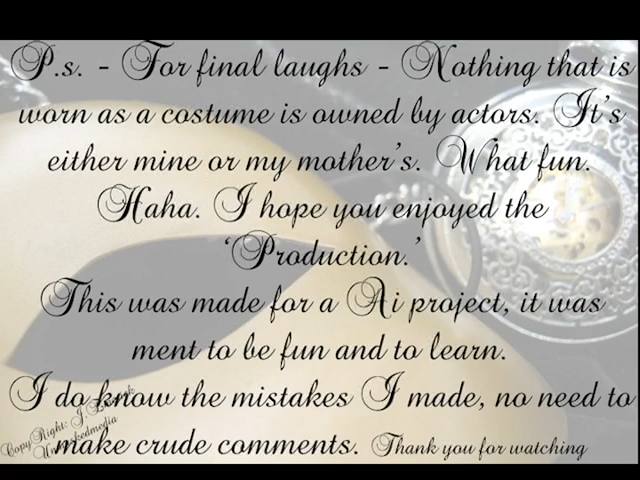 P.s. - For final laughs - Nothing that is
worn as a costume is owned by actors. It's
either mine or my mother's. What fun.
Haha. I hope you enjoyed the
'Production.'
This was made for a Ai project, it was
ment to be fun and to learn.
I do know the mistakes I made, no need to
make crude comments. Thank you for watching
CopyRight: J.
Unmaskedmedia